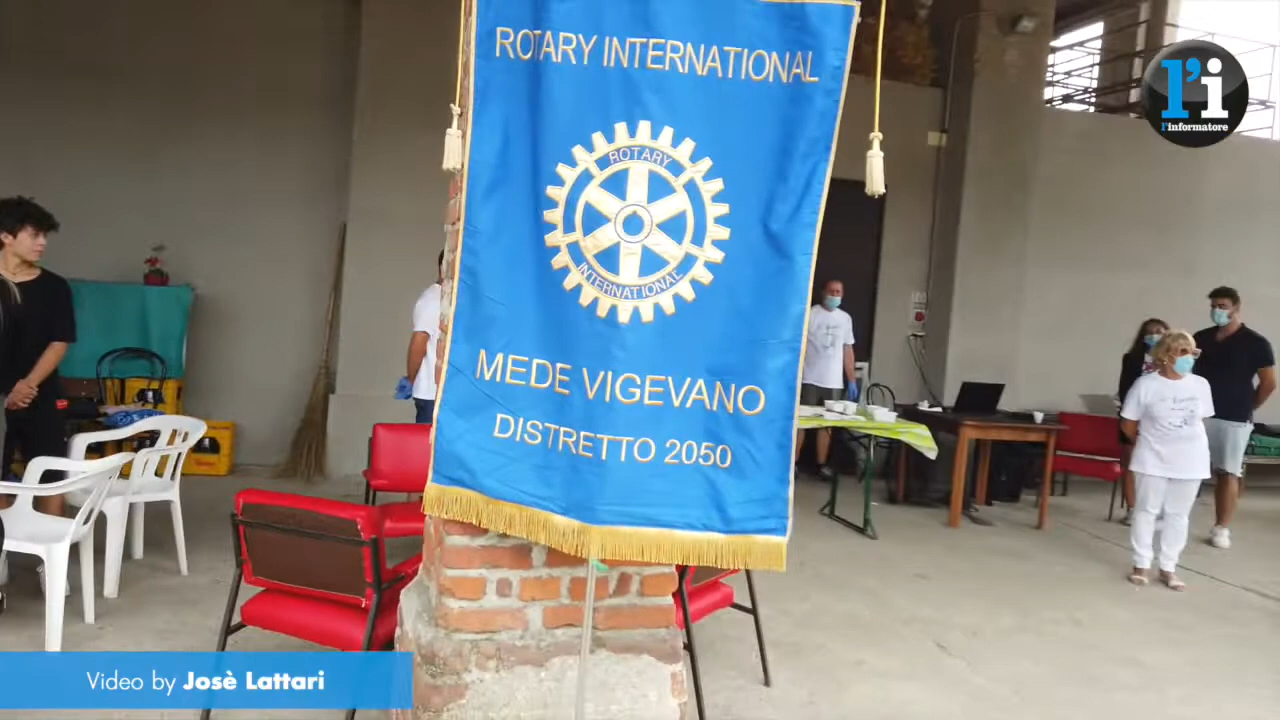 ROTARY INTERNATIONAL
ROTARY
INTERNATIONAL
MEDE VIGEVANO
DISTRETTO 2050
l'i
l'informatore
Video by Josè Lattari